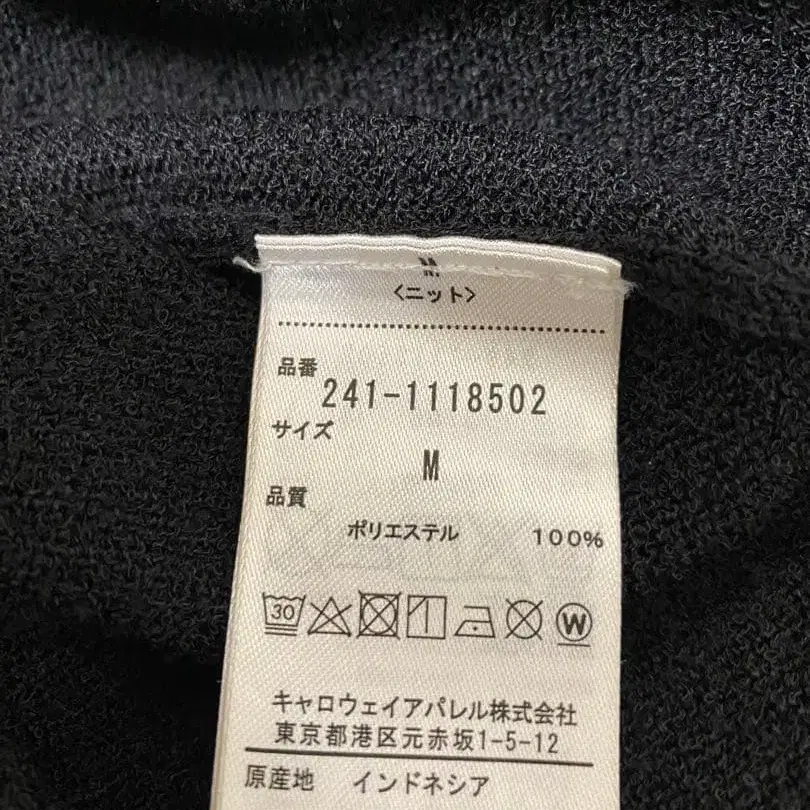 <ニット>
品番
241-1118502
サイズ
M
品質
ポリエステル 100%
30
W
キャロウェイアパレル株式会社
東京都港区元赤坂1-5-12
原産地 インドネシア